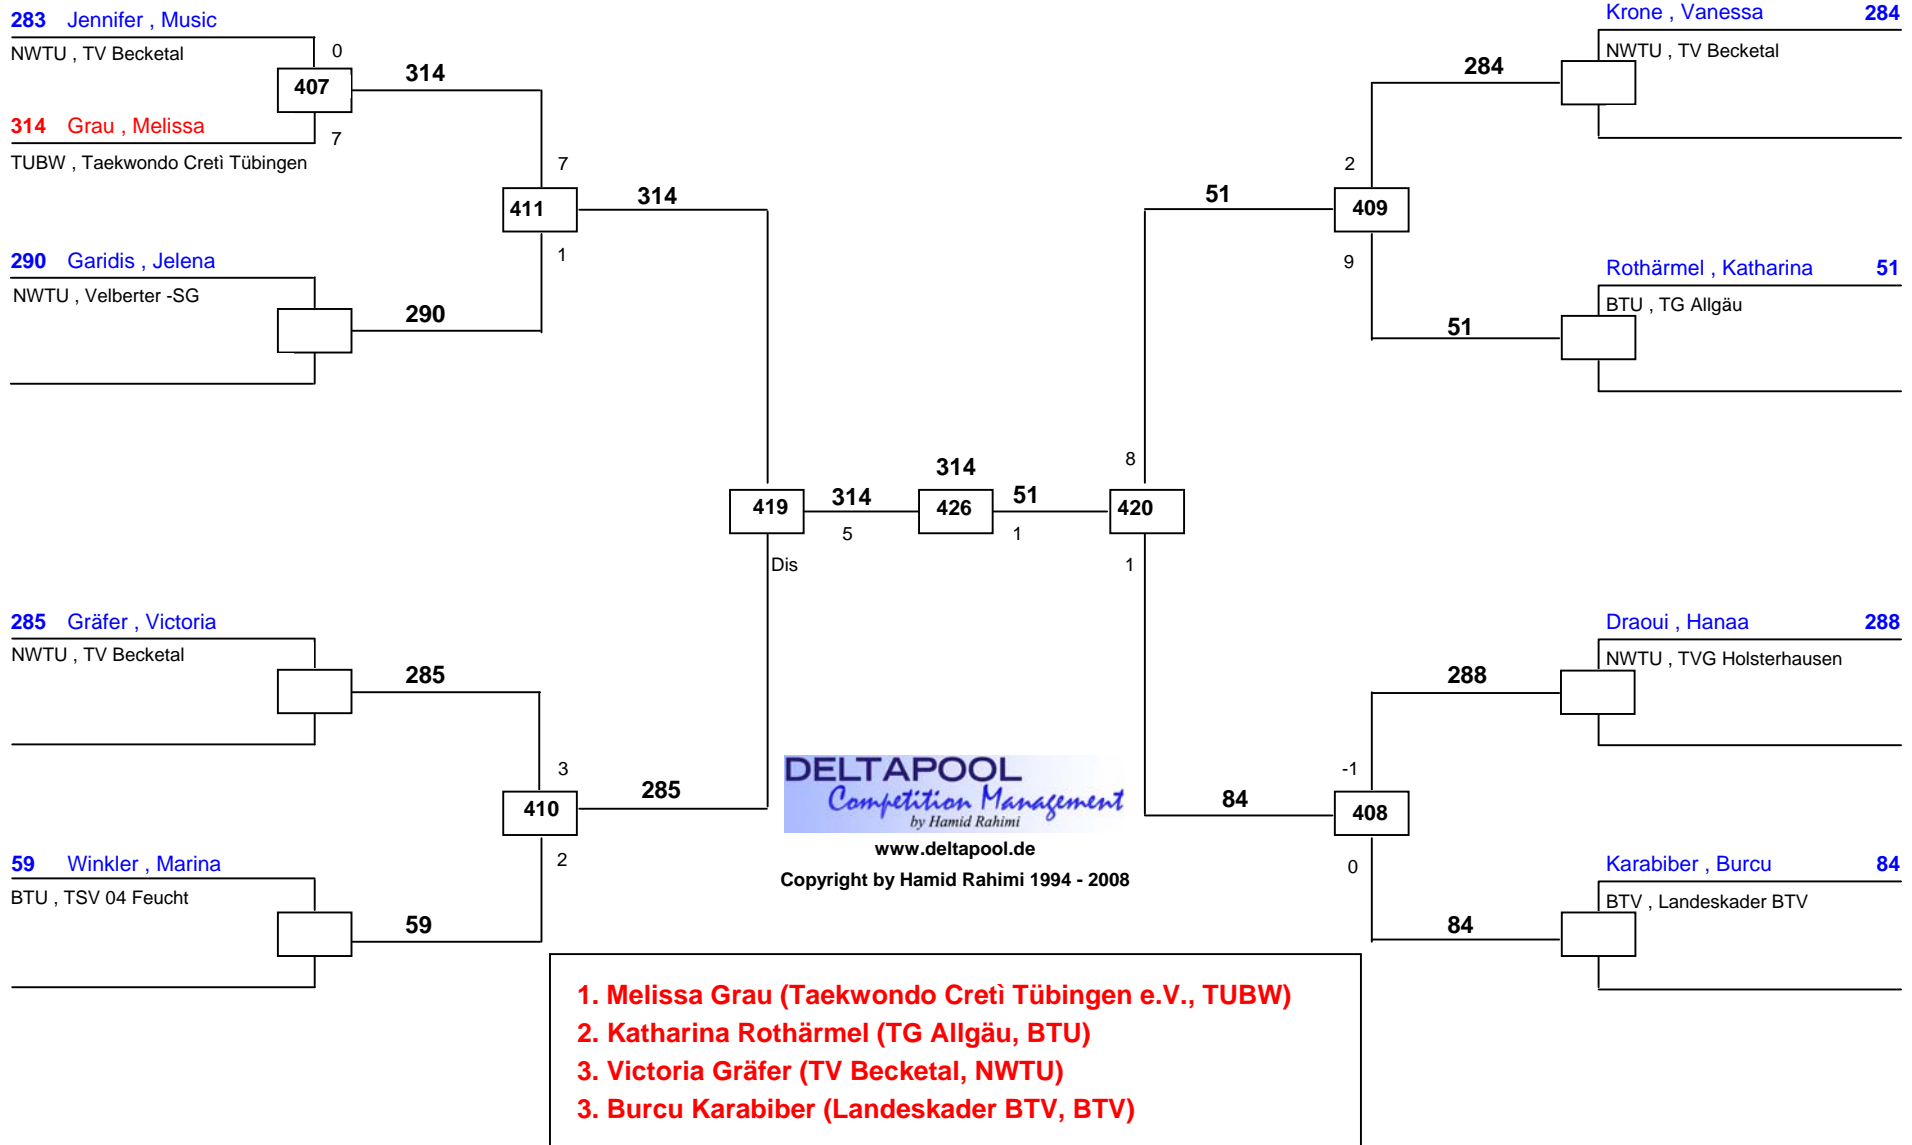 283 Jennifer , Music
NWTU , TV Becketal
0
407
314
314 Grau , Melissa
7
TUBW , Taekwondo Cretì Tübingen
7
411
314
1
290 Garidis , Jelena
NWTU , Velberter -SG
290
285 Gräfer , Victoria
NWTU , TV Becketal
285
3
410
285
2
59 Winkler , Marina
BTU , TSV 04 Feucht
59
419
Dis
314
5
314
426
51
1
8
420
1
Krone , Vanessa 284
NWTU , TV Becketal
284
2
51
409
9
Rothärmel , Katharina 51
BTU , TG Allgäu
51
Draoui , Hanaa 288
NWTU , TVG Holsterhausen
288
-1
84
408
0
Karabiber , Burcu 84
BTV , Landeskader BTV
84
DELTAPOOL
Competition Management
by Hamid Rahimi
www.deltapool.de
Copyright by Hamid Rahimi 1994 - 2008
1. Melissa Grau (Taekwondo Cretì Tübingen e.V., TUBW)
2. Katharina Rothärmel (TG Allgäu, BTU)
3. Victoria Gräfer (TV Becketal, NWTU)
3. Burcu Karabiber (Landeskader BTV, BTV)